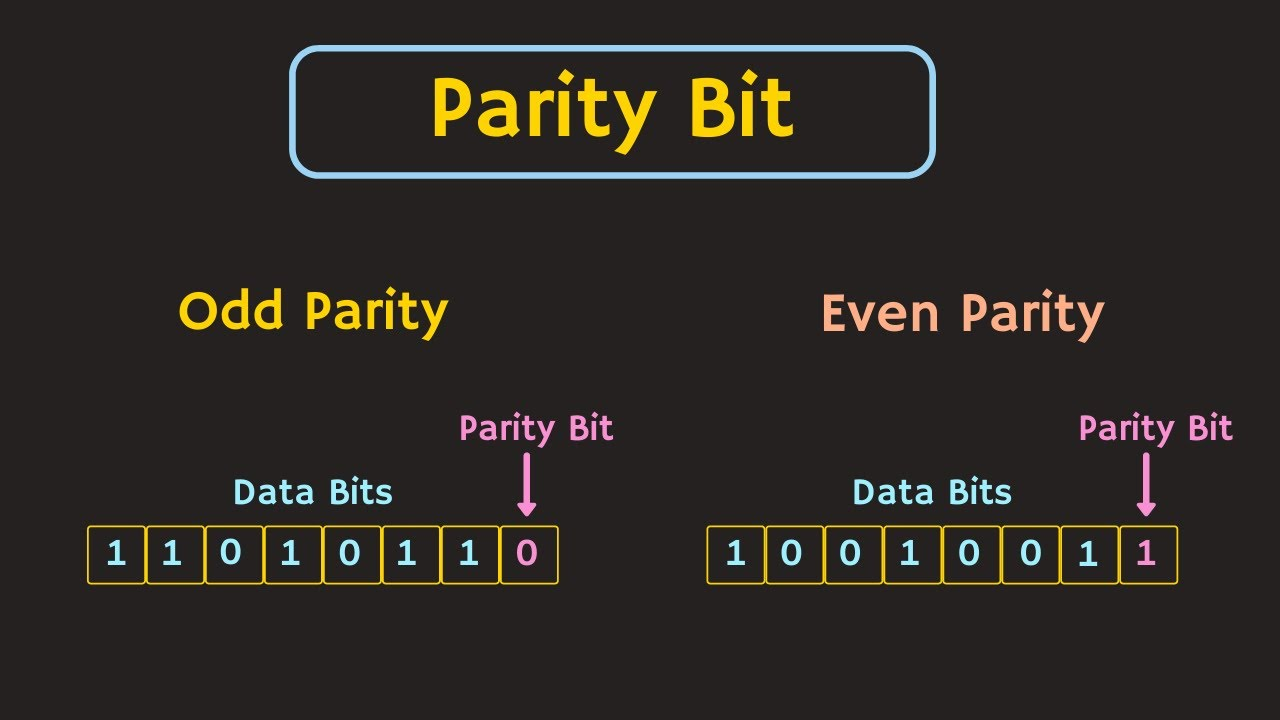 Parity Bit
Odd Parity
Even Parity
Parity Bit
Parity Bit
Data Bits
Data Bits
1 1 0 1 0 1 1 0
1 0 0 1 0 0 1 1